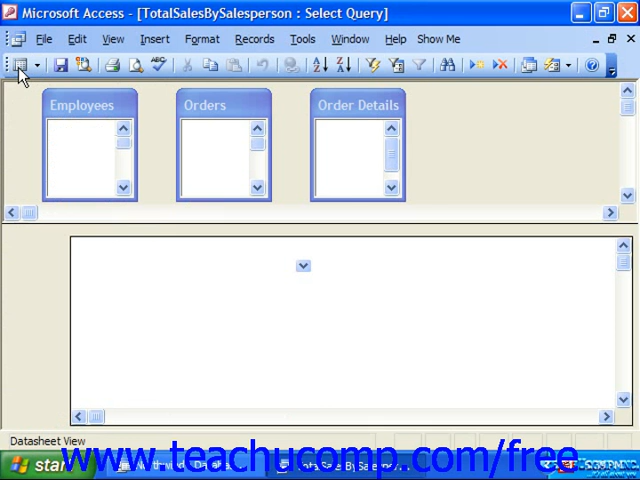 Microsoft Access - [TotalSalesBySalesperson : Select Query]
File Edit View Insert Format Records Tools Window Help Show Me
Employees Orders Order Details
Datasheet View
start
www.teachucomp.com/free